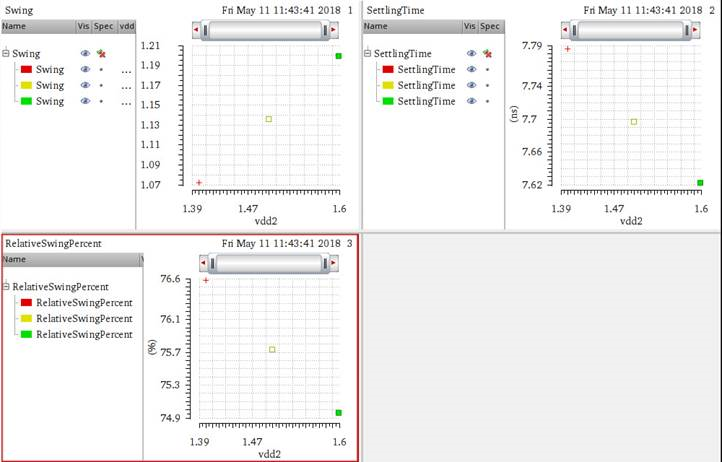 Swing Fri May 11 11:43:41 2018 1
Name Vis Spec vdd
Swing
Swing ...
Swing ...
Swing ...
1.21
1.19
1.17
1.15
1.13
1.11
1.09
1.07
1.39 1.47 1.6
vdd2
SettlingTime Fri May 11 11:43:41 2018 2
Name Vis Spec
SettlingTime
SettlingTime
SettlingTime
SettlingTime
(ns)
7.79
7.74
7.7
7.66
7.62
1.39 1.47 1.6
vdd2
RelativeSwingPercent Fri May 11 11:43:41 2018 3
Name V
RelativeSwingPercent
RelativeSwingPercent
RelativeSwingPercent
RelativeSwingPercent
(%)
76.6
76.1
75.7
75.3
74.9
1.39 1.47 1.6
vdd2